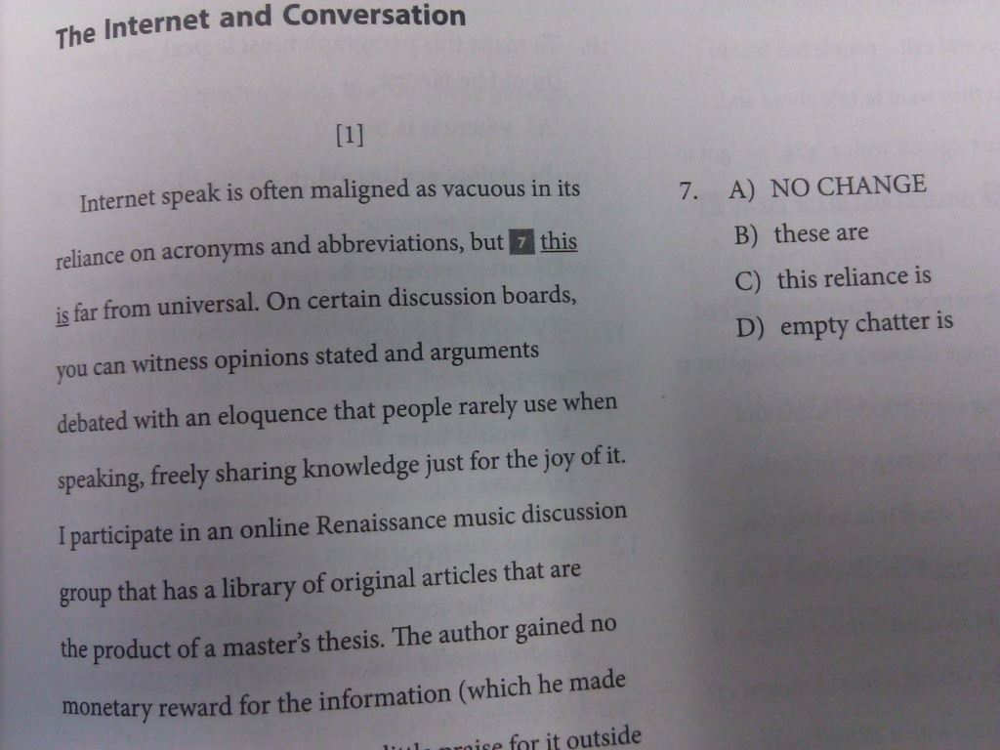 The Internet and Conversation
[1]
Internet speak is often maligned as vacuous in its
reliance on acronyms and abbreviations, but 7 this
is far from universal. On certain discussion boards,
you can witness opinions stated and arguments
debated with an eloquence that people rarely use when
speaking, freely sharing knowledge just for the joy of it.
I participate in an online Renaissance music discussion
group that has a library of original articles that are
the product of a master's thesis. The author gained no
monetary reward for the information (which he made
little praise for it outside
7. A) NO CHANGE
B) these are
C) this reliance is
D) empty chatter is